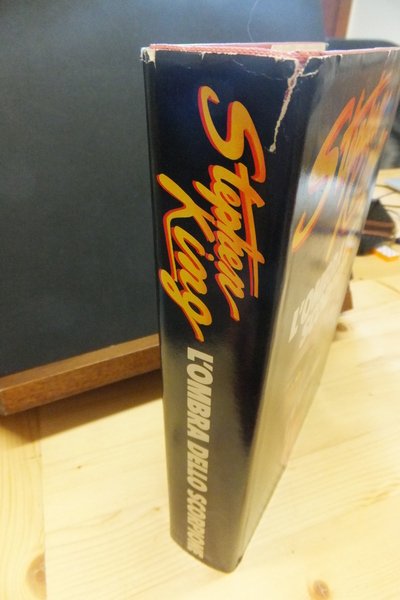 Stephen
King
L'OMBRA DELLO SCORPIONE